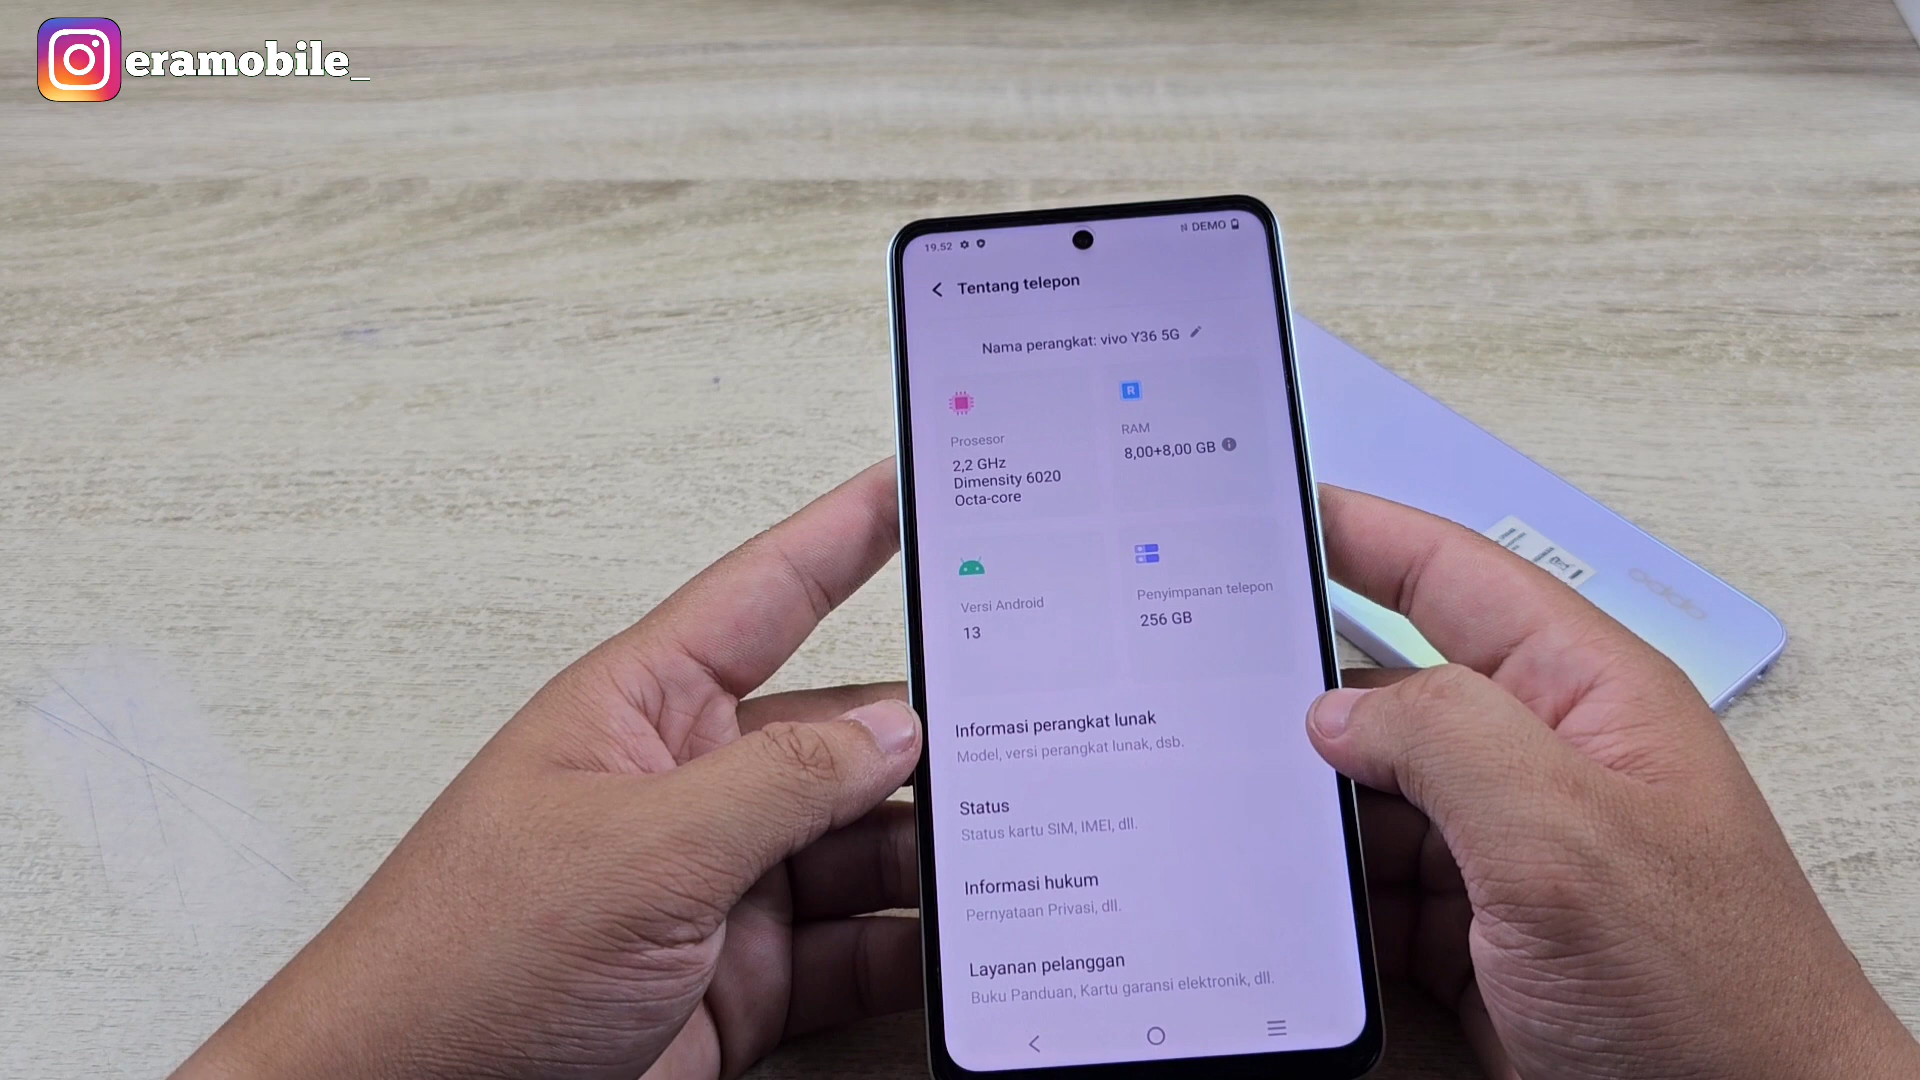 eramobile_
19.52
DEMO
Tentang telepon
Nama perangkat: vivo Y36 5G
R
Prosesor
2,2 GHz
Dimensity 6020
Octa-core
RAM
8,00+8,00 GB
Versi Android
13
Penyimpanan telepon
256 GB
Informasi perangkat lunak
Model, versi perangkat lunak, dsb.
Status
Status kartu SIM, IMEI, dll.
Informasi hukum
Pernyataan Privasi, dll.
Layanan pelanggan
Buku Panduan, Kartu garansi elektronik, dll.
oppo